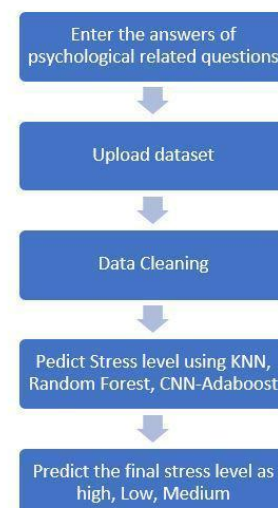 Enter the answers of
psychological related questions
Upload dataset
Data Cleaning
Pedict Stress level using KNN,
Random Forest, CNN-Adaboost
Predict the final stress level as
high, Low, Medium